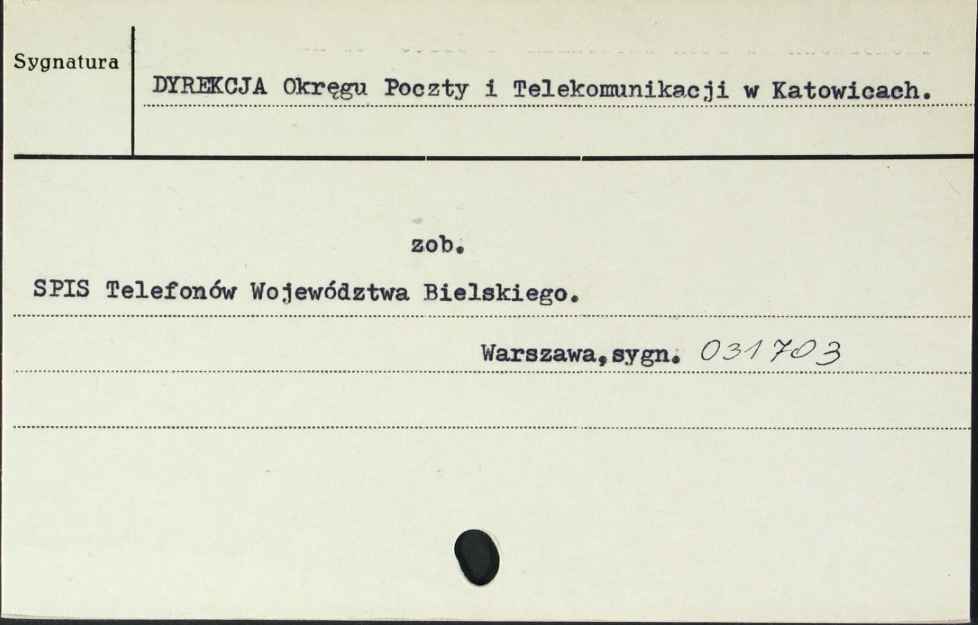 Sygnatura
DYREKCJA Okręgu Poczty i Telekomunikacji w Katowicach.
zob.
SPIS Telefonów Województwa Bielskiego.
Warszawa,sygn. 031703